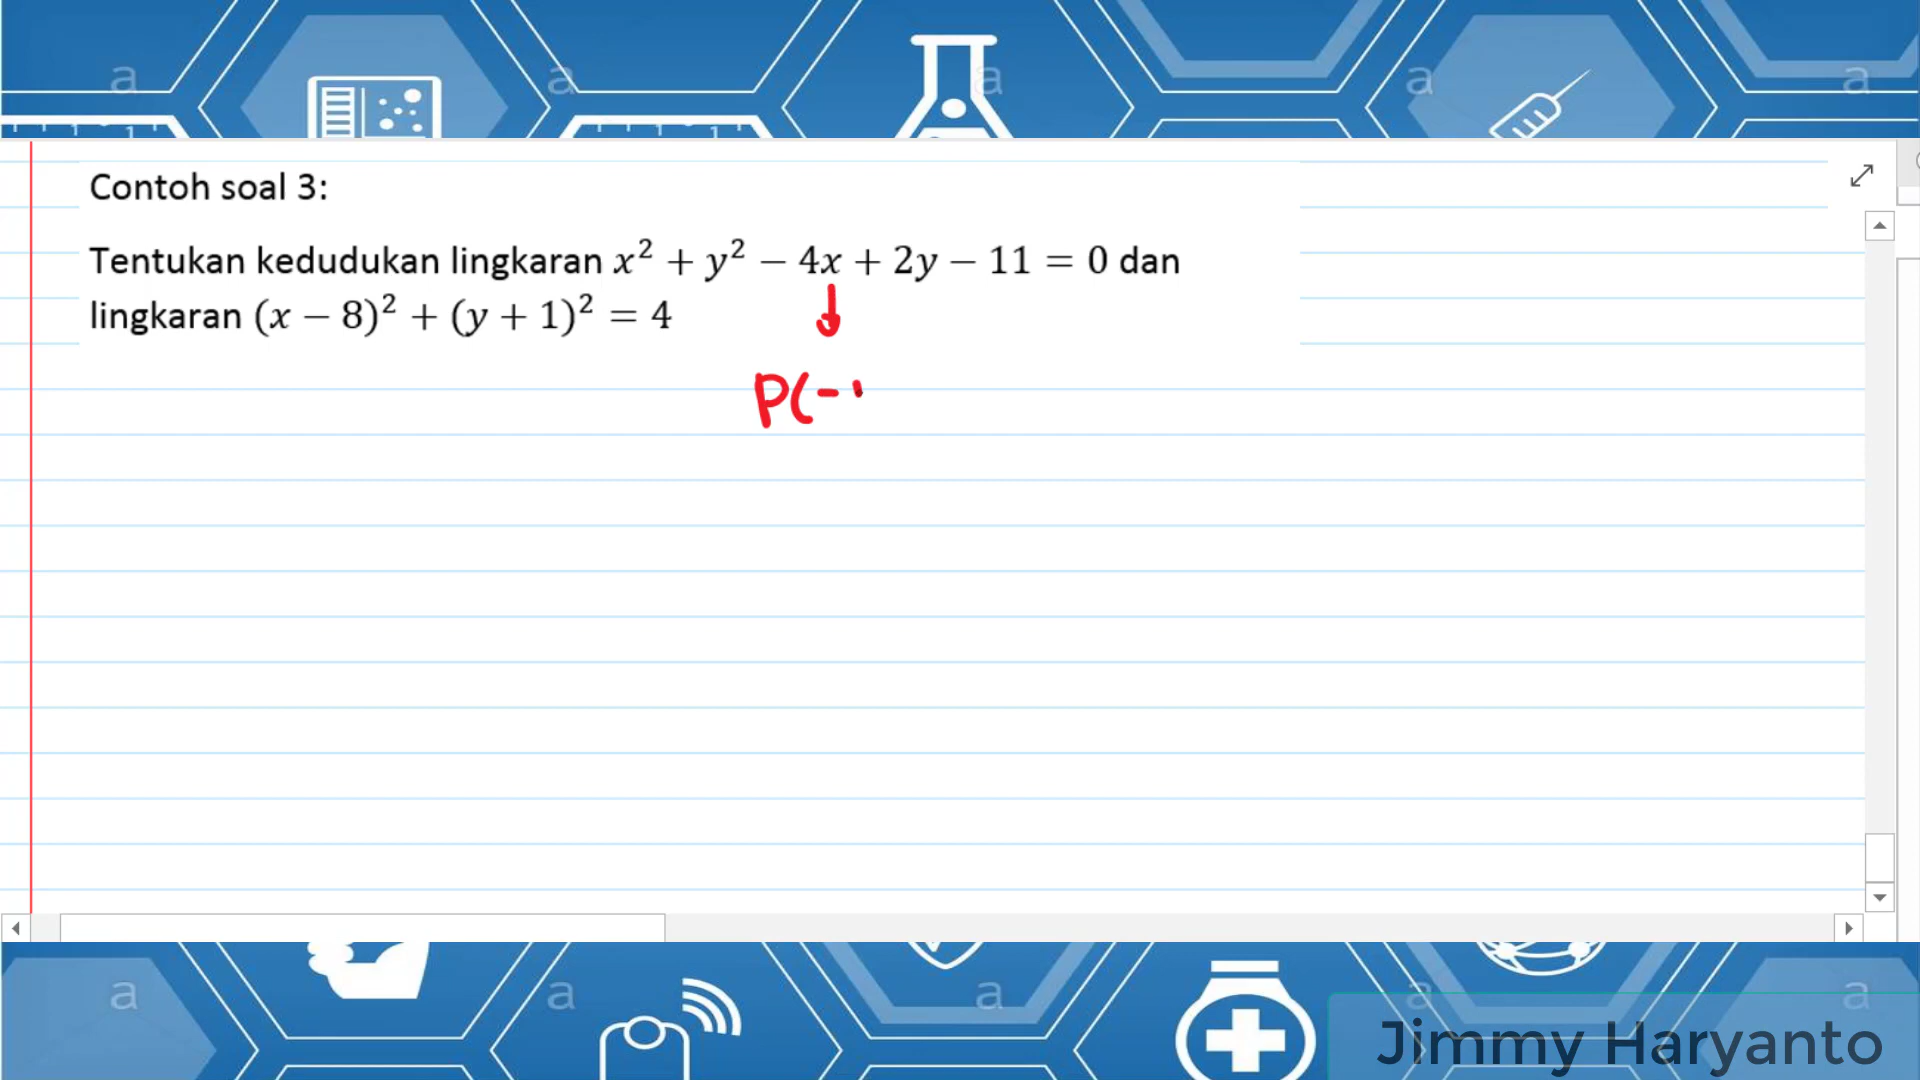 Contoh soal 3:
Tentukan kedudukan lingkaran x² + y² − 4x + 2y − 11 = 0 dan
lingkaran (x − 8)² + (y + 1)² = 4
P(-
Jimmy Haryanto